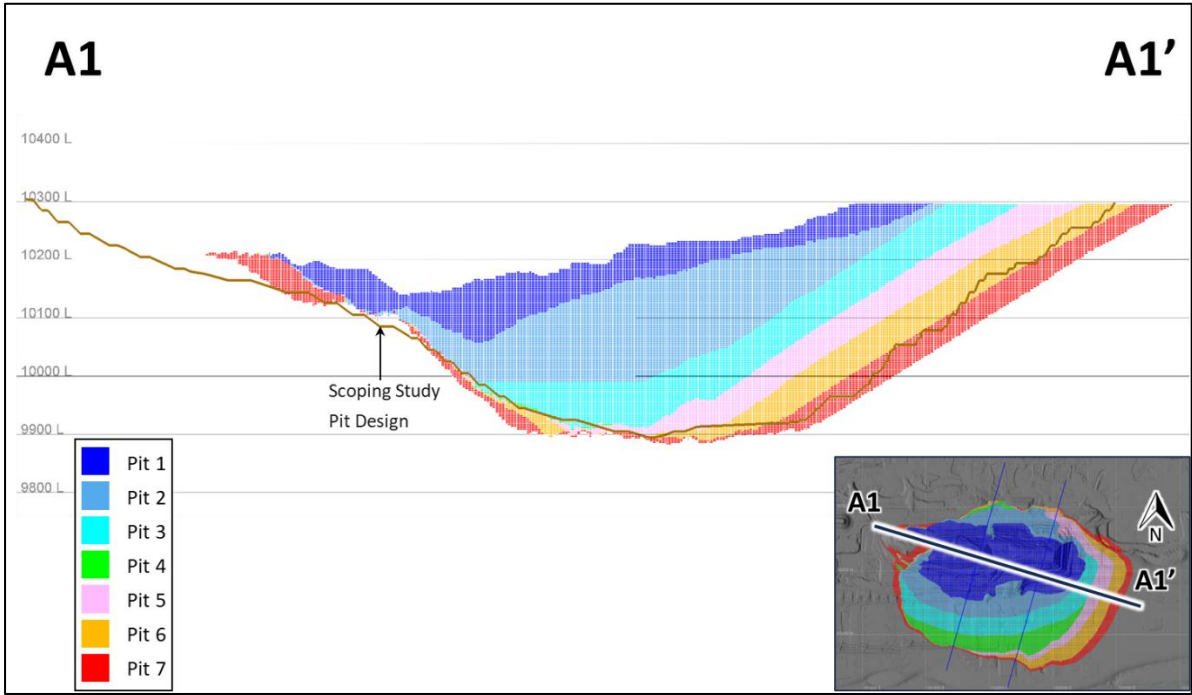 A1
A1’
10400 L
10300 L
10200 L
10100 L
10000 L
9900 L
9800 L
Scoping Study
Pit Design
Pit 1
Pit 2
Pit 3
Pit 4
Pit 5
Pit 6
Pit 7
A1
N
A1’